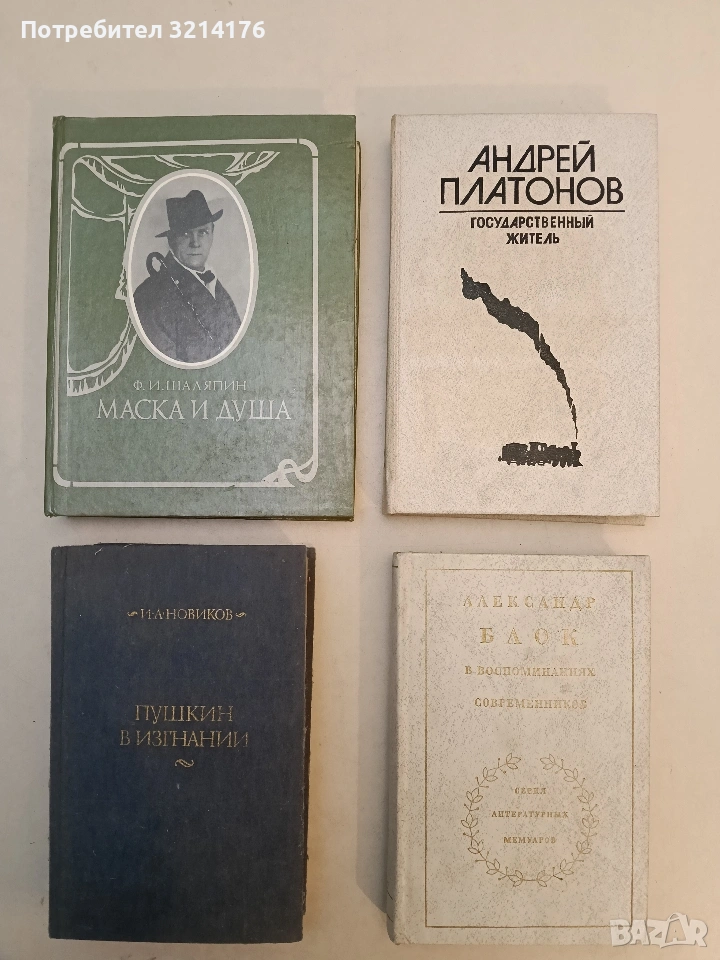 Потребител 3214176
Ф.И.ШАЛЯПИН
МАСКА И ДУША
АНДРЕЙ
ПЛАТОНОВ
ГОСУДАРСТВЕННЫЙ
ЖИТЕЛЬ
И·А·НОВИКОВ
ПУШКИН
В ИЗГНАНИИ
АЛЕКСАНДР
БЛОК
В·ВОСПОМИНАНИЯХ
СОВРЕМЕННИКОВ
СЕРИЯ
ЛИТЕРАТУРНЫХ
МЕМУАРОВ
BAZAR